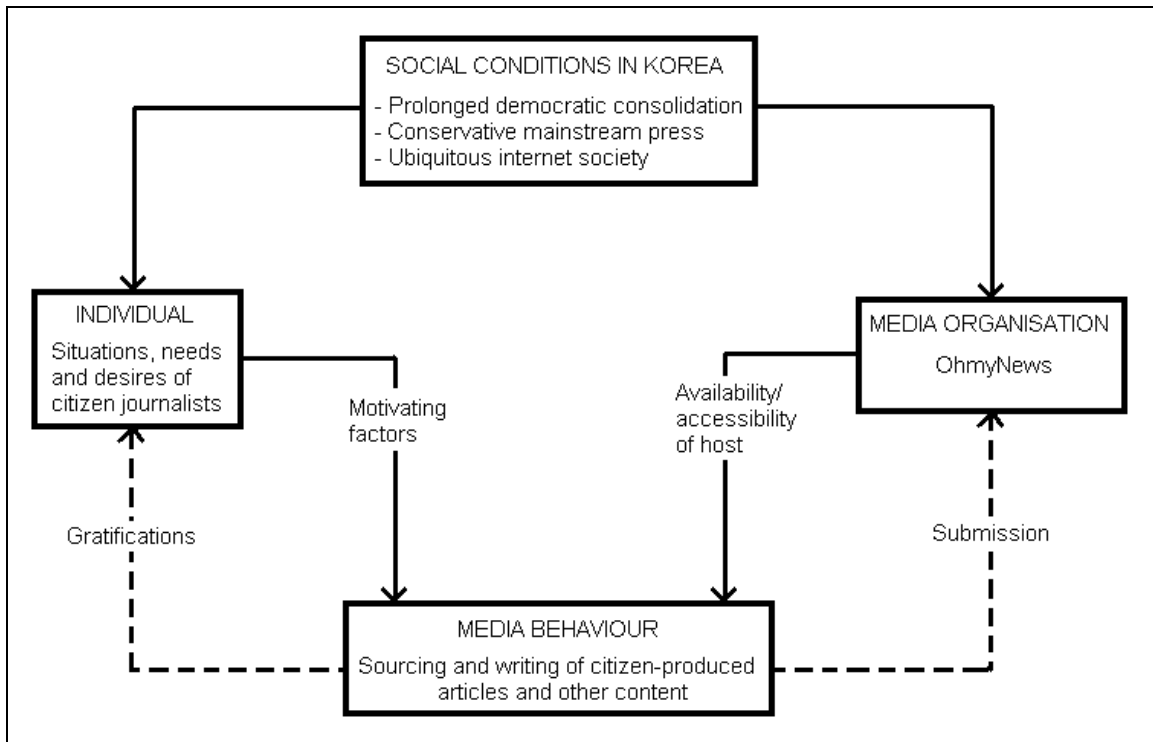 SOCIAL CONDITIONS IN KOREA
- Prolonged democratic consolidation
- Conservative mainstream press
- Ubiquitous internet society
INDIVIDUAL
Situations, needs
and desires of
citizen journalists
MEDIA ORGANISATION
OhmyNews
Motivating
factors
Availability/
accessibility
of host
Gratifications
Submission
MEDIA BEHAVIOUR
Sourcing and writing of citizen-produced
articles and other content